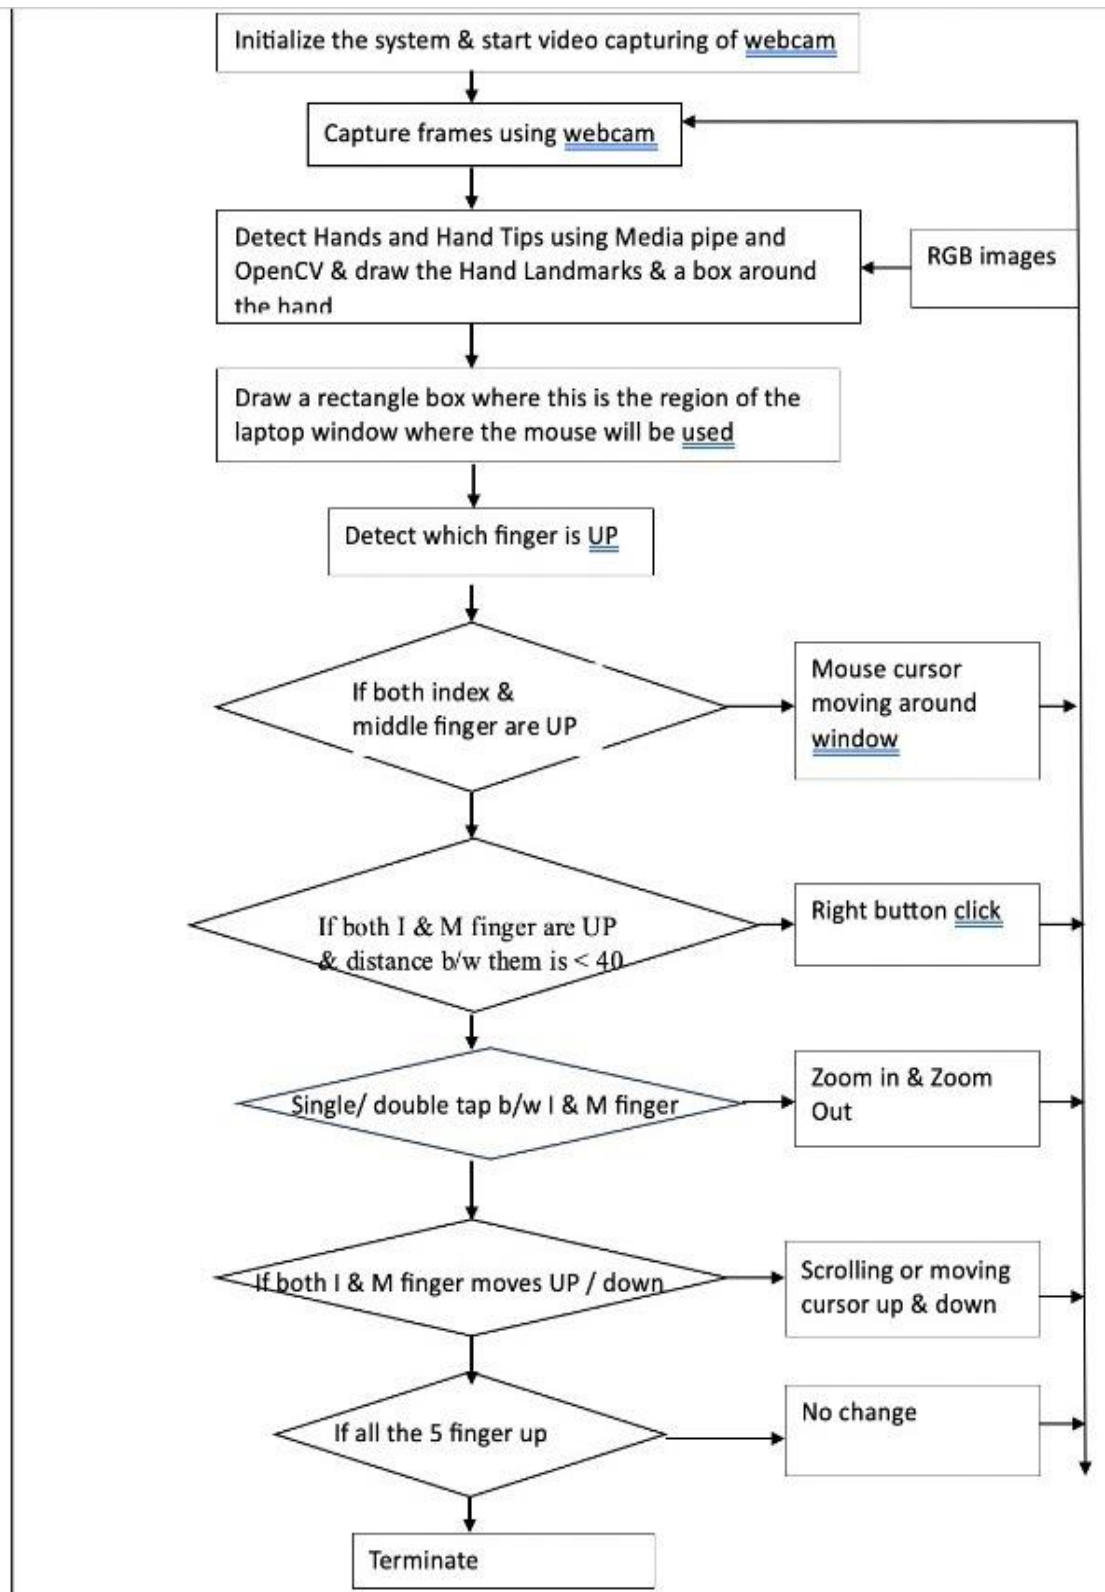 Initialize the system & start video capturing of webcam
Capture frames using webcam
Detect Hands and Hand Tips using Media pipe and
OpenCV & draw the Hand Landmarks & a box around
the hand
RGB images
Draw a rectangle box where this is the region of the
laptop window where the mouse will be used
Detect which finger is UP
If both index &
middle finger are UP
Mouse cursor
moving around
window
If both I & M finger are UP
& distance b/w them is < 40
Right button click
Single/ double tap b/w I & M finger
Zoom in & Zoom
Out
If both I & M finger moves UP / down
Scrolling or moving
cursor up & down
If all the 5 finger up
No change
Terminate